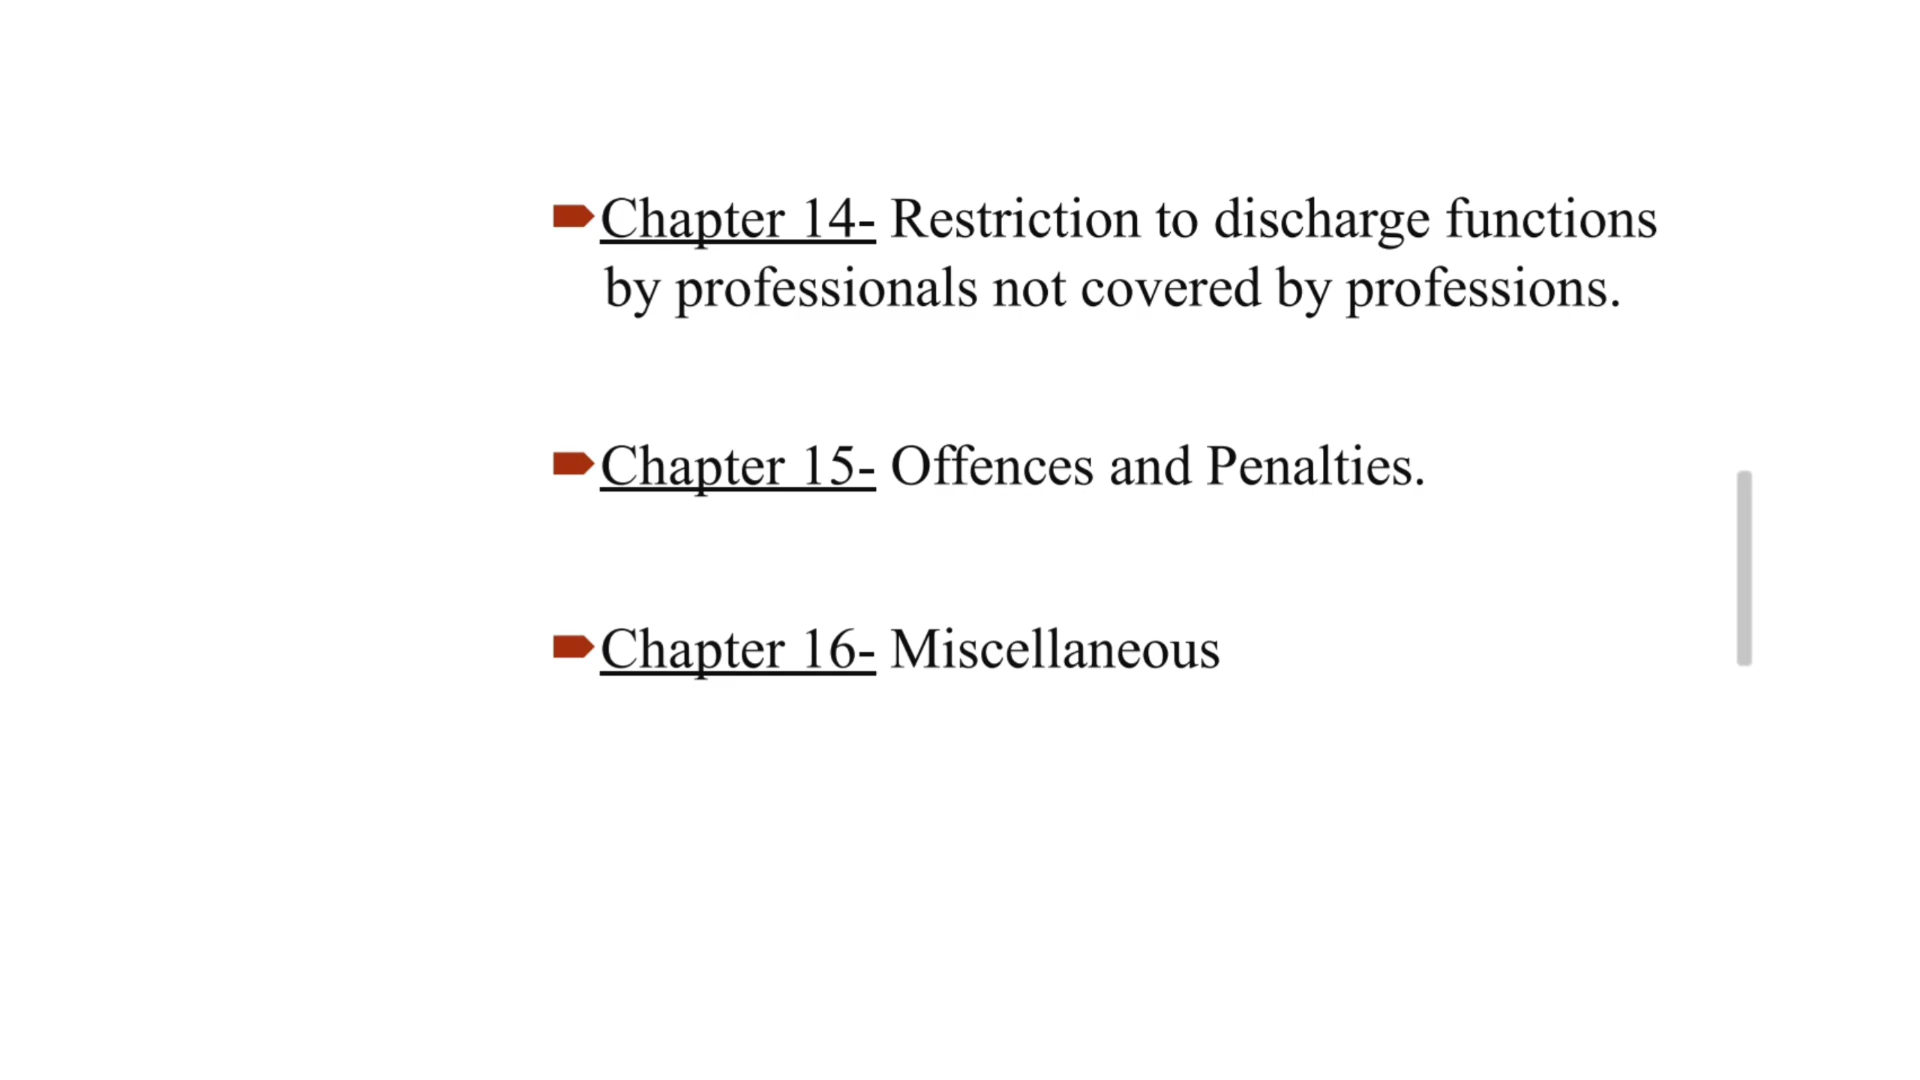 Chapter 14- Restriction to discharge functions
by professionals not covered by professions.
Chapter 15- Offences and Penalties.
Chapter 16- Miscellaneous